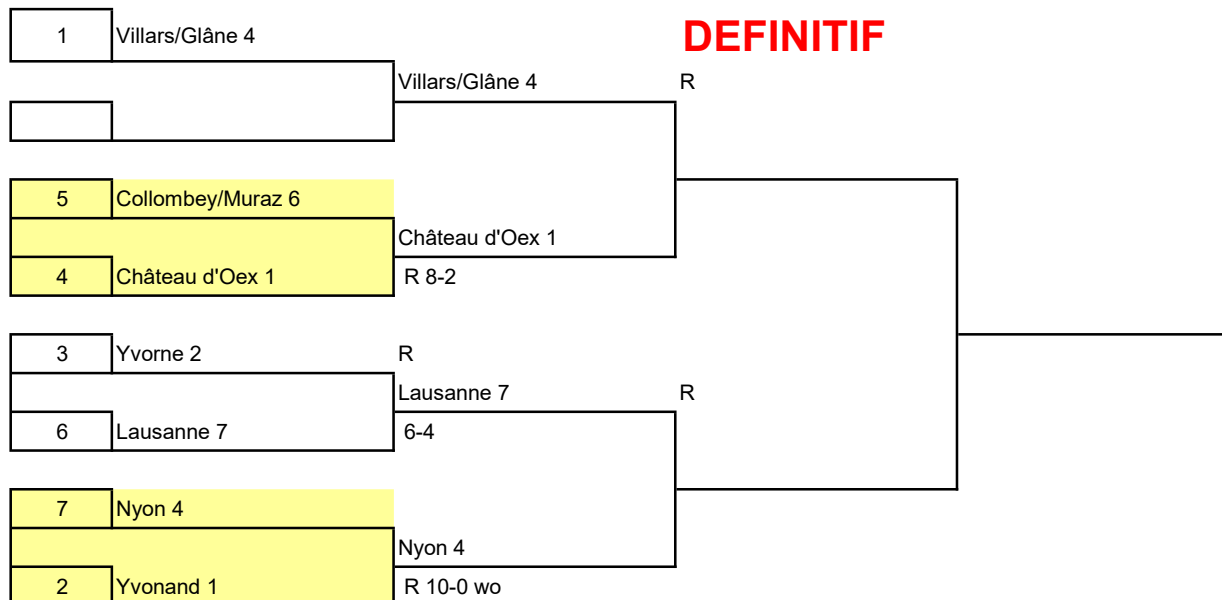 DEFINITIF
1 Villars/Glâne 4
Villars/Glâne 4 R
5 Collombey/Muraz 6
Château d'Oex 1
4 Château d'Oex 1 R 8-2
3 Yvorne 2 R
Lausanne 7 R
6 Lausanne 7 6-4
7 Nyon 4
Nyon 4
2 Yvonand 1 R 10-0 wo